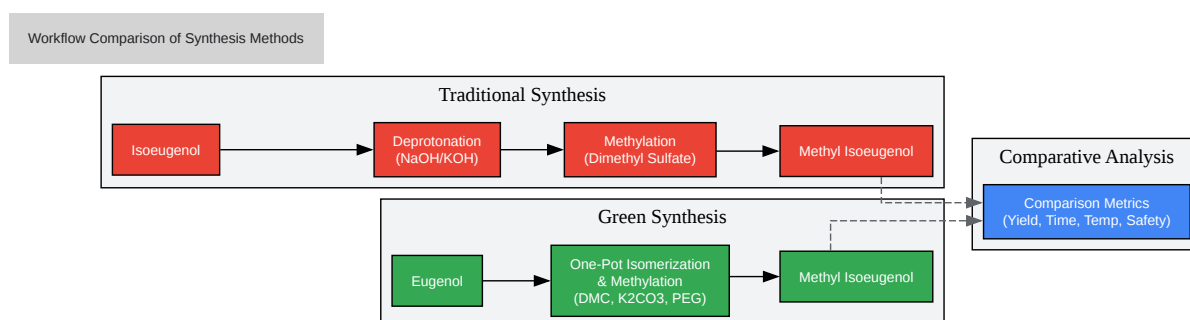 Workflow Comparison of Synthesis Methods
Traditional Synthesis
Isoeugenol
Deprotonation
(NaOH/KOH)
Methylation
(Dimethyl Sulfate)
Methyl Isoeugenol
Comparative Analysis
Comparison Metrics
(Yield, Time, Temp, Safety)
Green Synthesis
Eugenol
One-Pot Isomerization
& Methylation
(DMC, K2CO3, PEG)
Methyl Isoeugenol